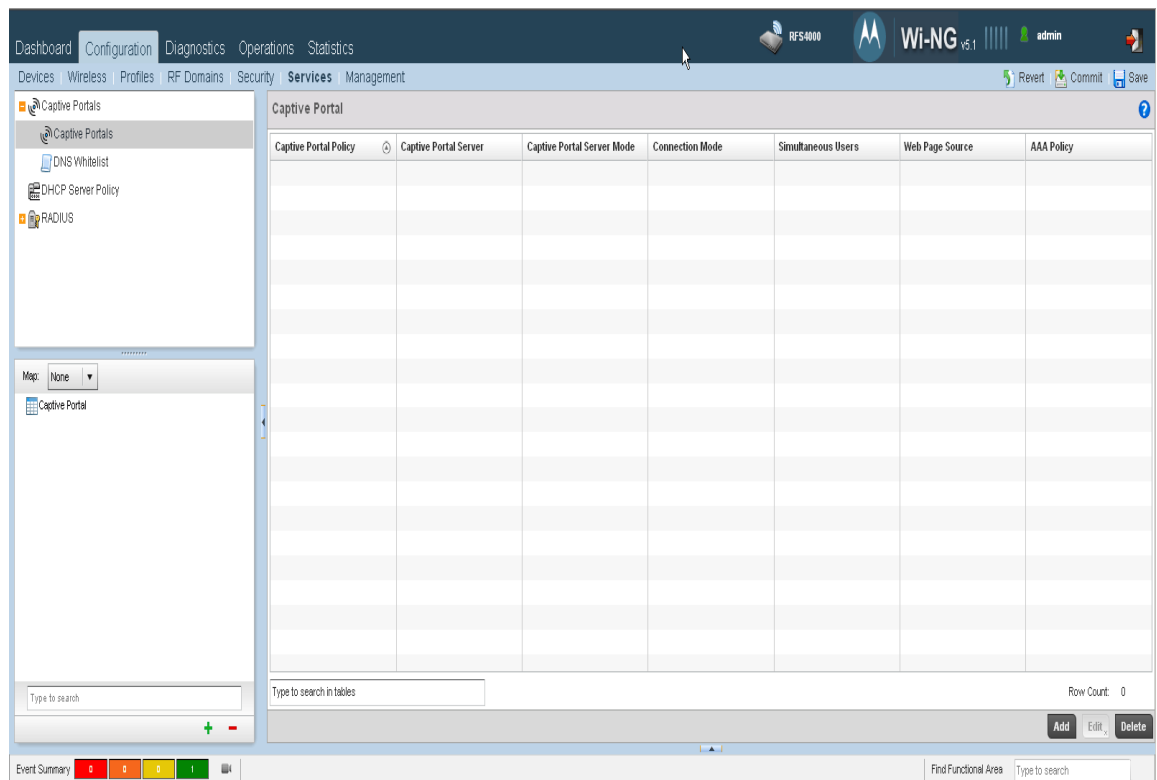 RFS4000
Wi-NG v5.1
admin
Dashboard Configuration Diagnostics Operations Statistics
Devices | Wireless | Profiles | RF Domains | Security | Services | Management
Revert Commit Save
Captive Portals
Captive Portals
DNS Whitelist
DHCP Server Policy
RADIUS
Map: None
Captive Portal
Type to search
Captive Portal
Captive Portal Policy Captive Portal Server Captive Portal Server Mode Connection Mode Simultaneous Users Web Page Source AAA Policy
Type to search in tables
Row Count: 0
Add Edit Delete
Event Summary 0 0 0 1
Find Functional Area Type to search